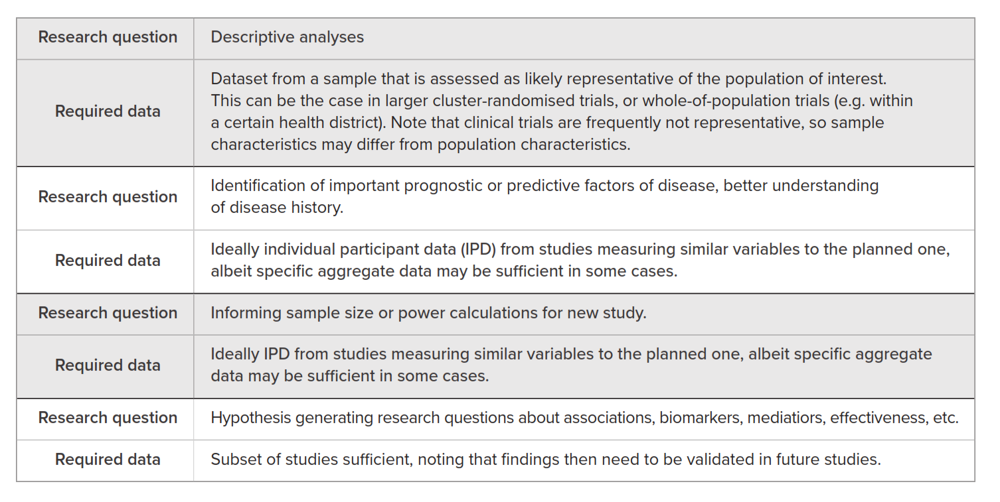 Research question
Descriptive analyses
Required data
Dataset from a sample that is assessed as likely representative of the population of interest.
This can be the case in larger cluster-randomised trials, or whole-of-population trials (e.g. within
a certain health district). Note that clinical trials are frequently not representative, so sample
characteristics may differ from population characteristics.
Research question
Identification of important prognostic or predictive factors of disease, better understanding
of disease history.
Required data
Ideally individual participant data (IPD) from studies measuring similar variables to the planned one,
albeit specific aggregate data may be sufficient in some cases.
Research question
Informing sample size or power calculations for new study.
Required data
Ideally IPD from studies measuring similar variables to the planned one, albeit specific aggregate
data may be sufficient in some cases.
Research question
Hypothesis generating research questions about associations, biomarkers, mediatiors, effectiveness, etc.
Required data
Subset of studies sufficient, noting that findings then need to be validated in future studies.